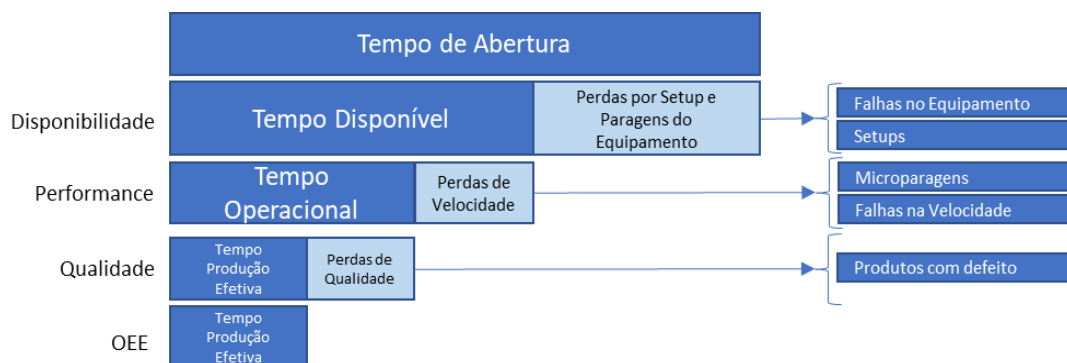 Tempo de Abertura
Disponibilidade
Tempo Disponível
Perdas por Setup e
Paragens do
Equipamento
Falhas no Equipamento
Setups
Performance
Tempo
Operacional
Perdas de
Velocidade
Microparagens
Falhas na Velocidade
Qualidade
Tempo
Produção
Efetiva
Perdas de
Qualidade
Produtos com defeito
OEE
Tempo
Produção
Efetiva